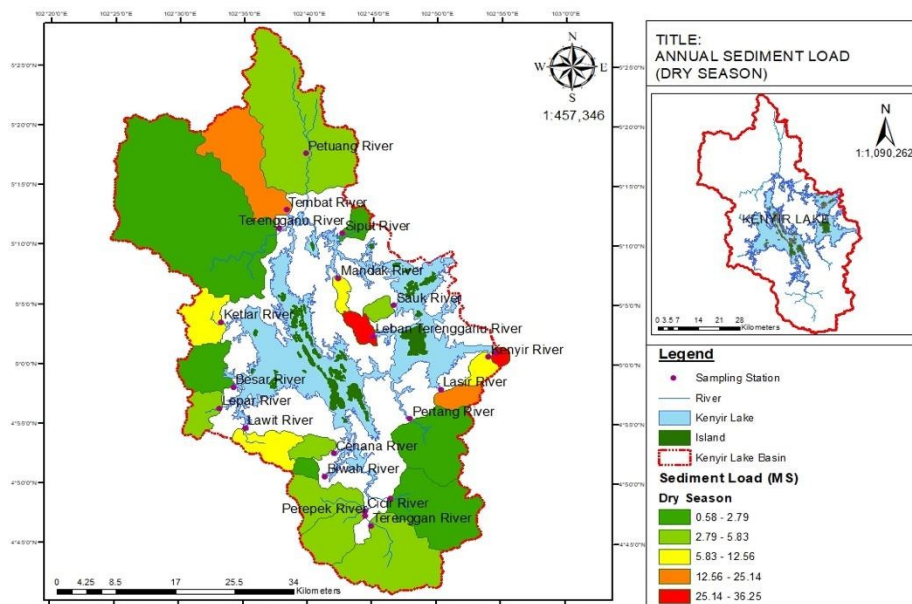 102°20'0"E 102°25'0"E 102°30'0"E 102°35'0"E 102°40'0"E 102°45'0"E 102°50'0"E 102°55'0"E 103°0'0"E
5°25'0"N
5°20'0"N
5°15'0"N
5°10'0"N
5°5'0"N
5°0'0"N
4°55'0"N
4°50'0"N
4°45'0"N
N
W E
S
1:457,346
Petuang River
Tembat River
Terengganu River
Siput River
Mandak River
Sauk River
Ketiar River
Leban Terengganu River
Kenyir River
Besar River
Lasir River
Lepar River
Pertang River
Lawit River
Cenana River
Biwah River
Cicir River
Perepek River
Terenggan River
0 4.25 8.5 17 25.5 34
Kilometers
TITLE:
ANNUAL SEDIMENT LOAD
(DRY SEASON)
N
1:1,090,262
KENYIR LAKE
0 3.5 7 14 21 28
Kilometers
Legend
Sampling Station
River
Kenyir Lake
Island
Kenyir Lake Basin
Sediment Load (MS)
Dry Season
0.58 - 2.79
2.79 - 5.83
5.83 - 12.56
12.56 - 25.14
25.14 - 36.25